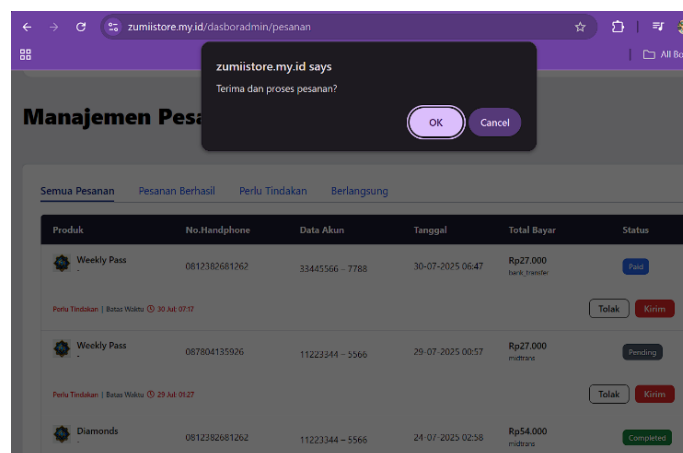 zumiistore.my.id/dasboradmin/pesanan
All Bo
zumiistore.my.id says
Terima dan proses pesanan?
OK
Cancel
Manajemen Pesa
Semua Pesanan Pesanan Berhasil Perlu Tindakan Berlangsung
Produk No.Handphone Data Akun Tanggal Total Bayar Status
Weekly Pass 0812382681262 33445566 – 7788 30-07-2025 06:47 Rp27.000 Paid
- bank_transfer
Perlu Tindakan | Batas Waktu 30 Jul 07:17 Tolak Kirim
Weekly Pass 087804135926 11223344 – 5566 29-07-2025 00:57 Rp27.000 Pending
- midtrans
Perlu Tindakan | Batas Waktu 29 Jul 01:27 Tolak Kirim
Diamonds 0812382681262 11223344 – 5566 24-07-2025 02:58 Rp54.000 Completed
- midtrans